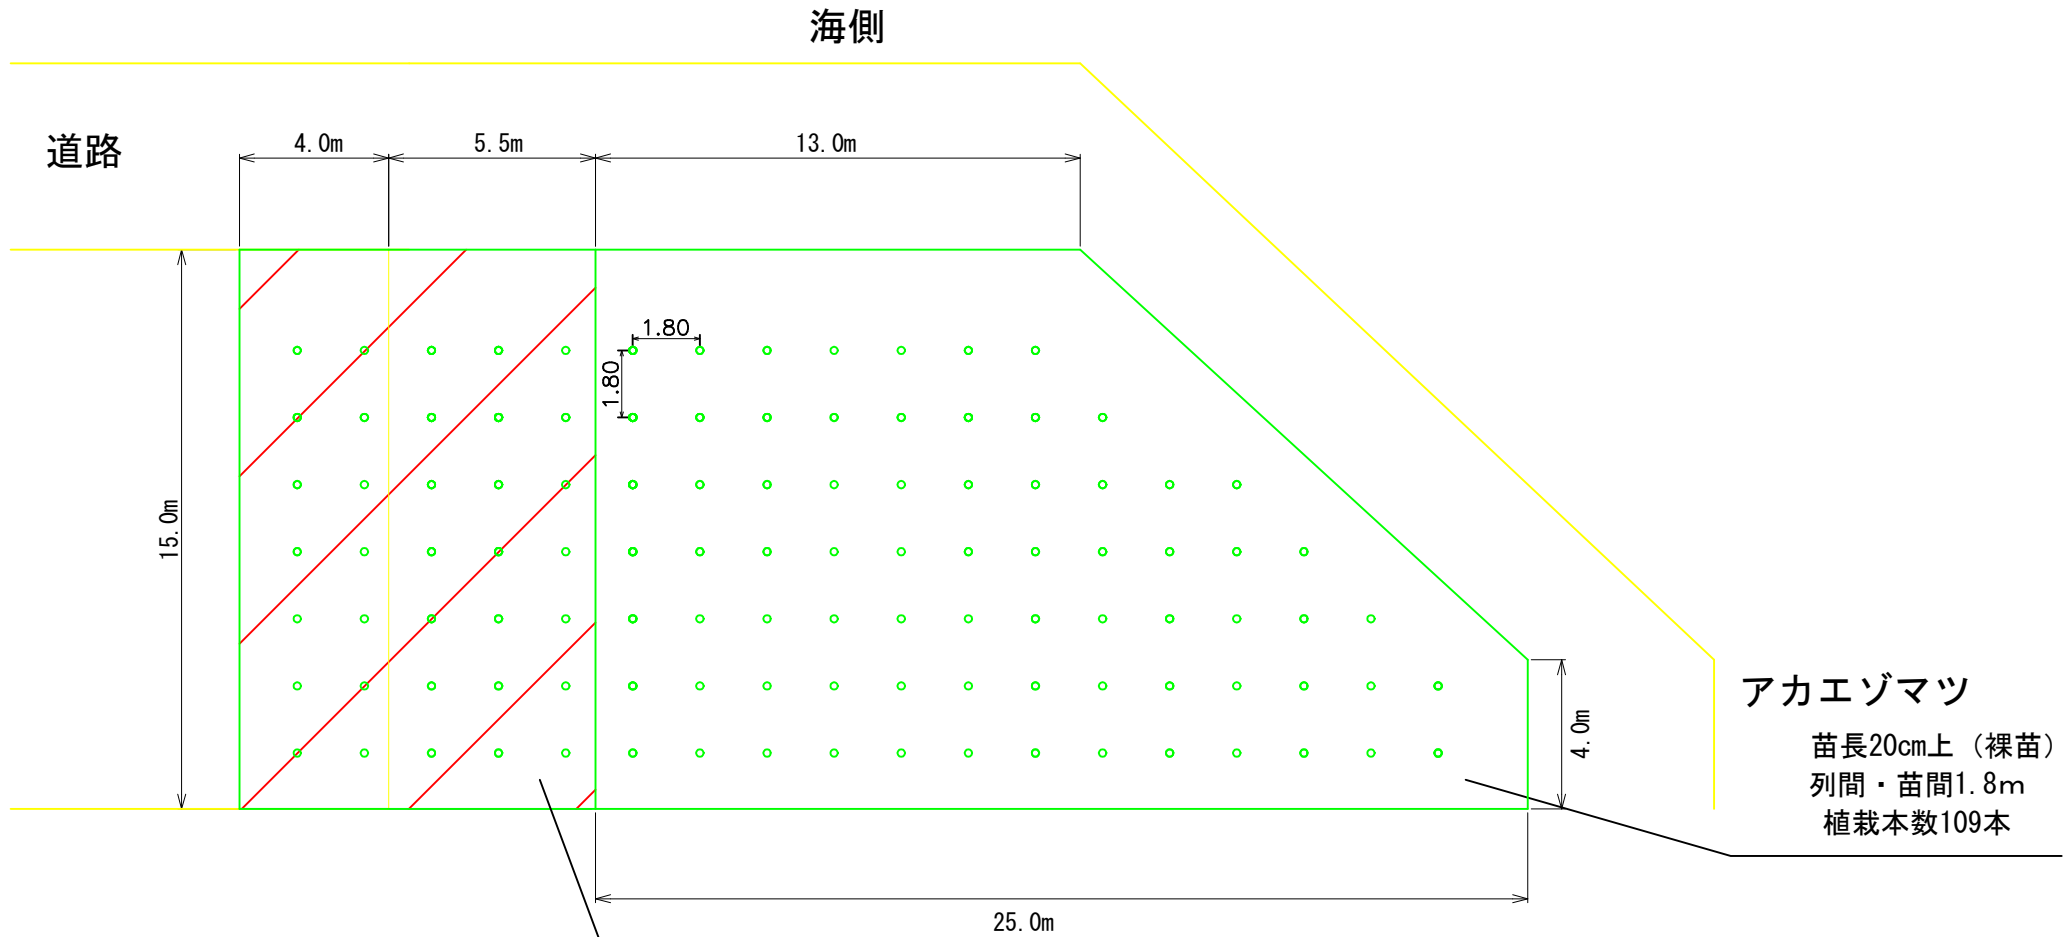 海側
道路
4.0m
5.5m
13.0m
1.80
1.80
15.0m
アカエゾマツ
4.0m
苗長20cm上（裸苗）
列間・苗間1.8ｍ
植栽本数109本
25.0m